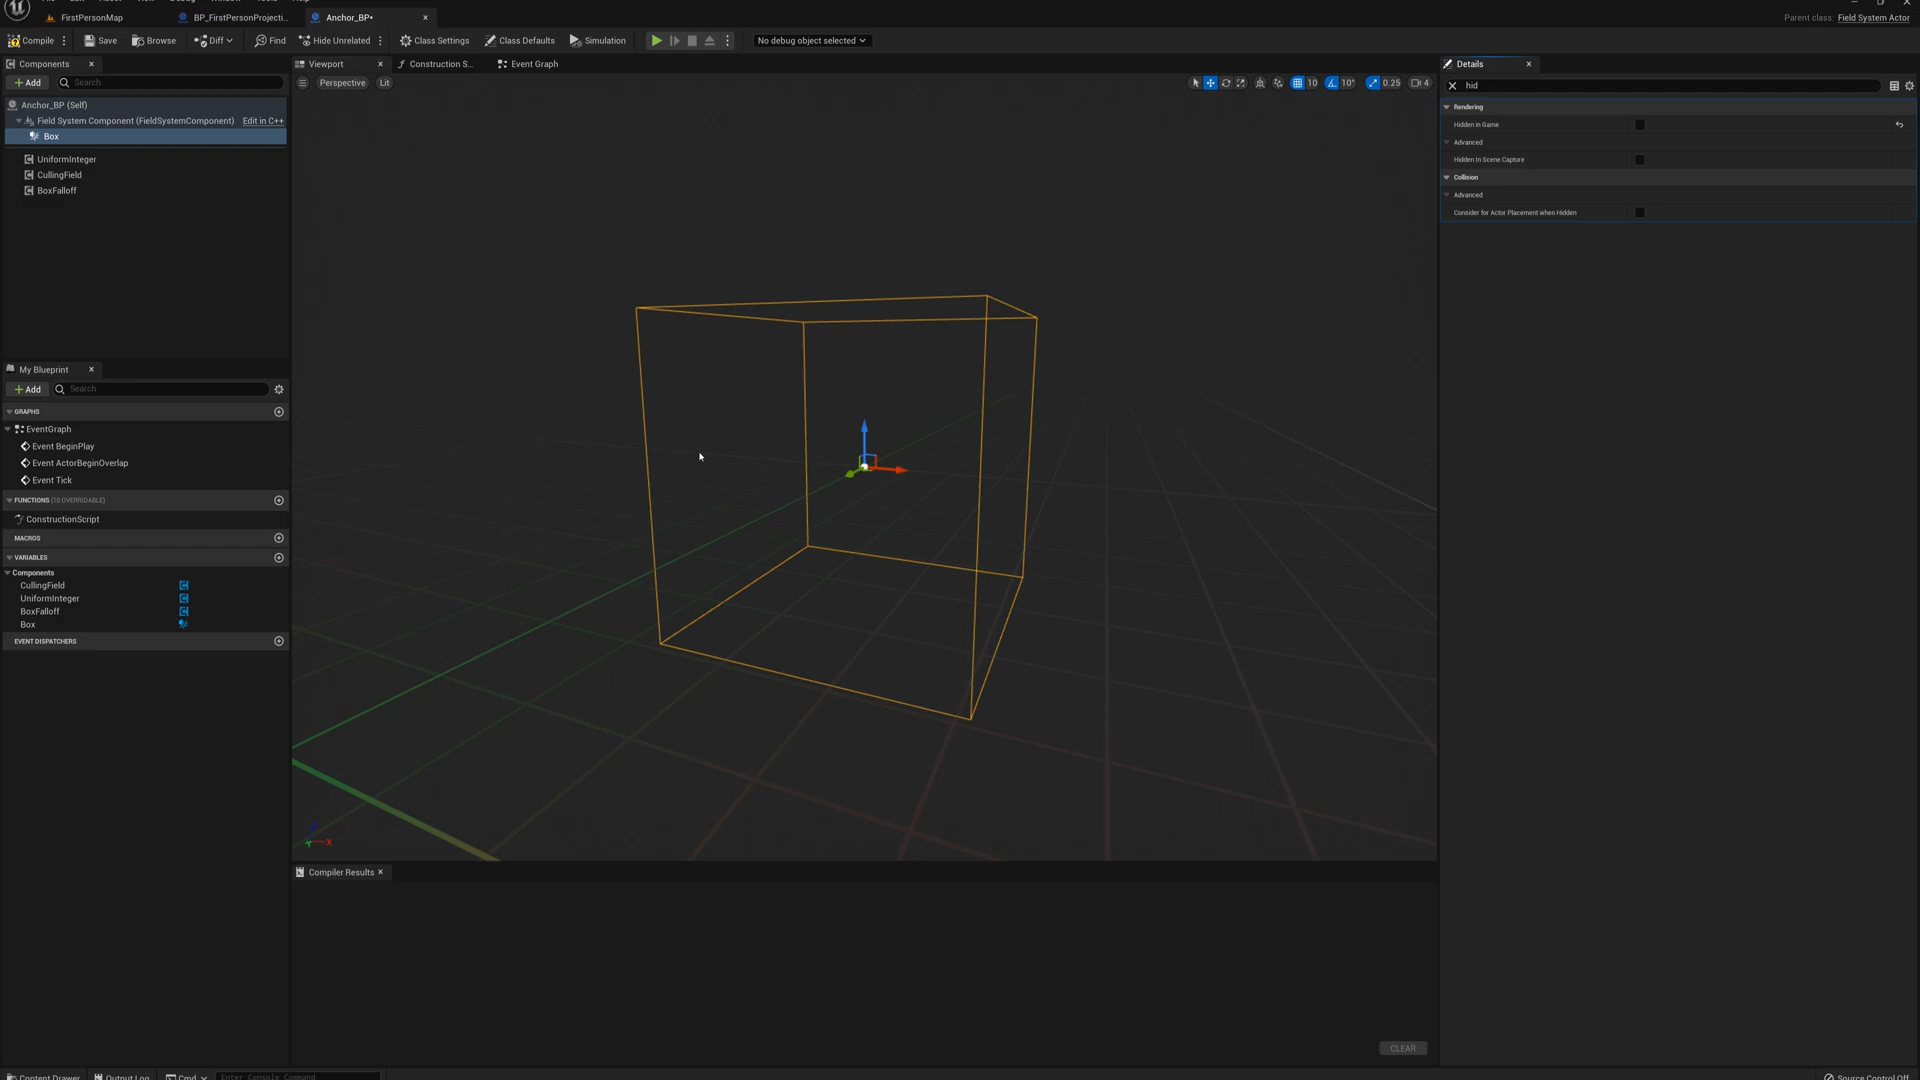 FirstPersonMap
BP_FirstPersonProjecti...
Anchor_BP*
Parent class: Field System Actor
Compile
Save
Browse
Diff
Find
Hide Unrelated
Class Settings
Class Defaults
Simulation
No debug object selected
Components
Add
Search
Anchor_BP (Self)
Field System Component (FieldSystemComponent)
Edit in C++
Box
UniformInteger
CullingField
BoxFalloff
My Blueprint
Add
Search
GRAPHS
EventGraph
Event BeginPlay
Event ActorBeginOverlap
Event Tick
FUNCTIONS (18 OVERRIDABLE)
ConstructionScript
MACROS
VARIABLES
Components
CullingField
UniformInteger
BoxFalloff
Box
EVENT DISPATCHERS
Viewport
Construction S...
Event Graph
Perspective
Lit
10
10°
0.25
4
X
Compiler Results
CLEAR
Details
hid
Rendering
Hidden in Game
Advanced
Hidden In Scene Capture
Collision
Advanced
Consider for Actor Placement when Hidden
Content Drawer
Output Log
Cmd
Enter Console Command
Source Control Off